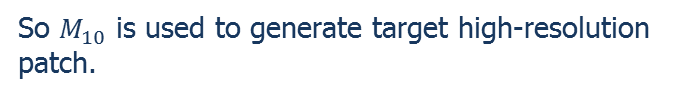 So M₁₀ is used to generate target high-resolution
patch.